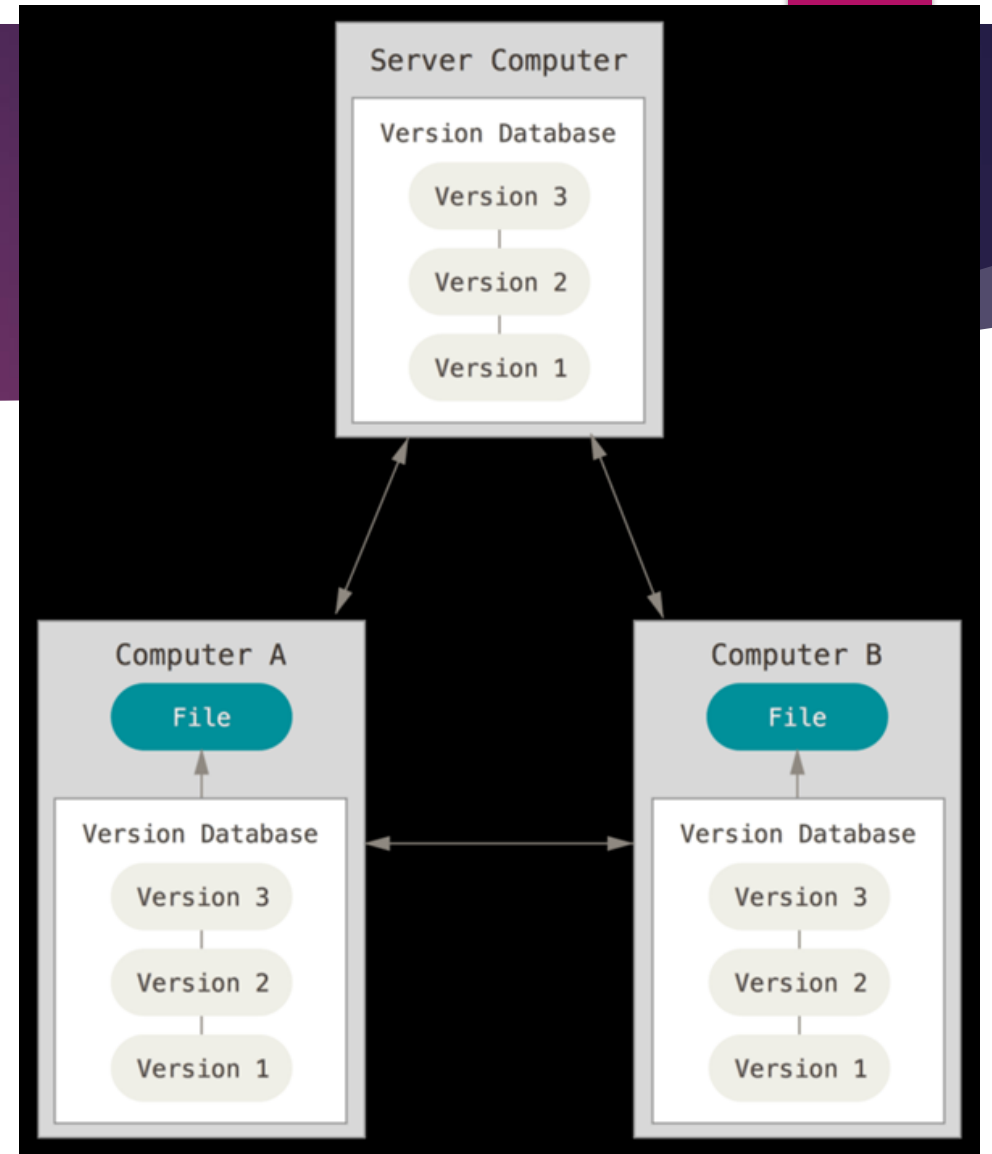 Server Computer
Version Database
Version 3
Version 2
Version 1
Computer A
File
Version Database
Version 3
Version 2
Version 1
Computer B
File
Version Database
Version 3
Version 2
Version 1